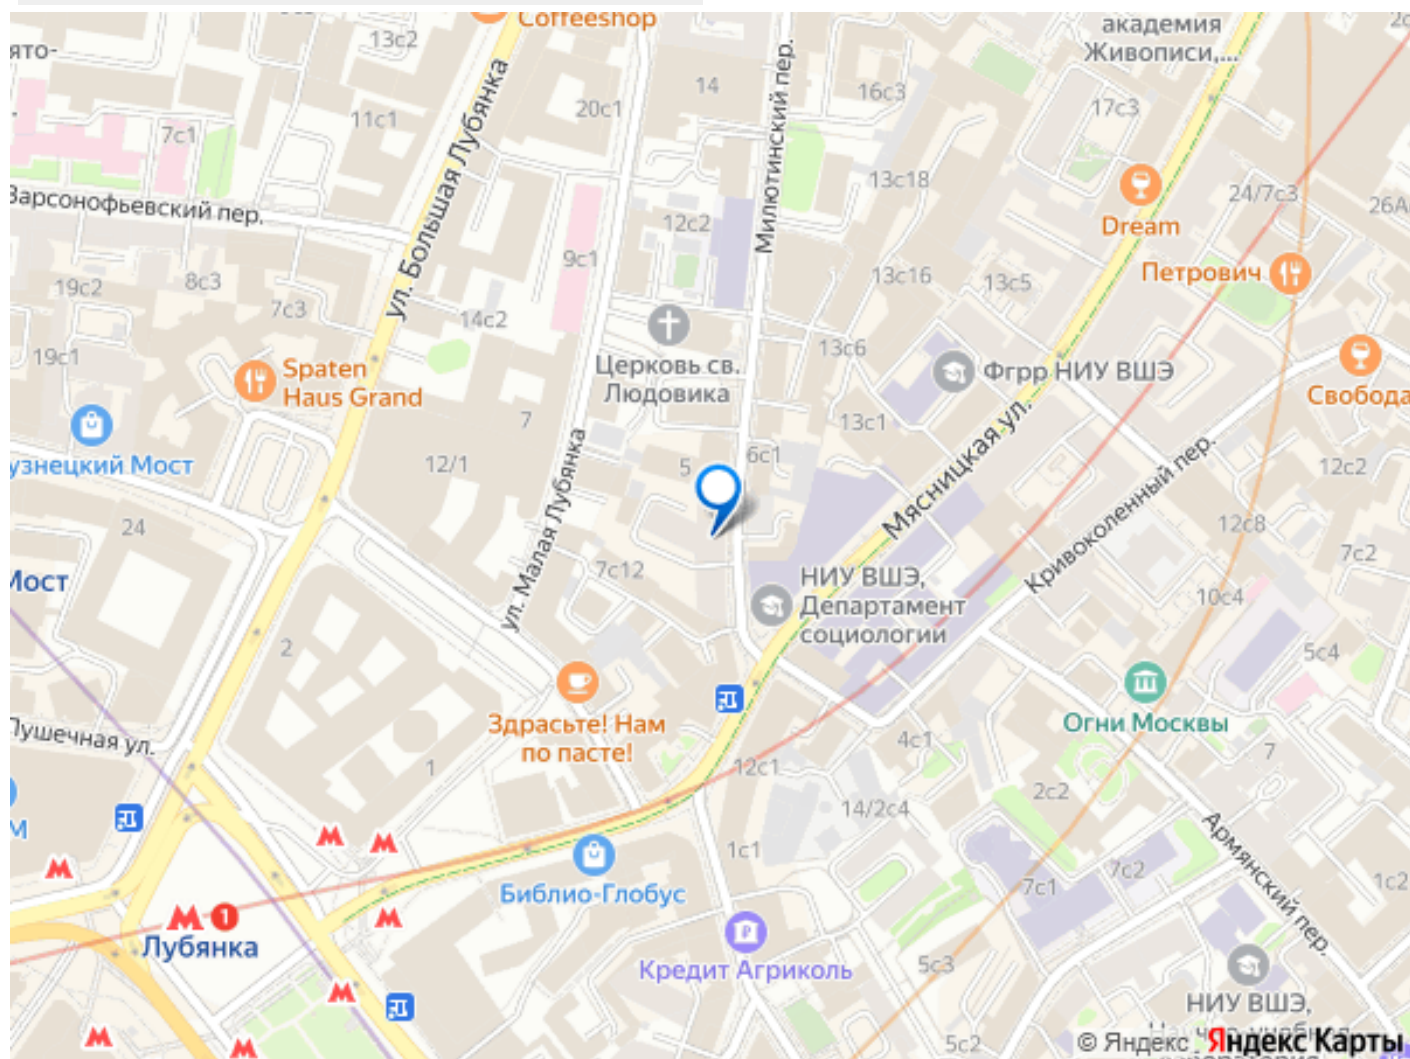 Coffeeshop
13с2
14
академия
Живописи,...
16с3
17с3
20с1
11с1
7с1
ул. Большая Лубянка
Милютинский пер.
13с18
24/7с3
Dream
Варсонофьевский пер.
12с2
9с1
Петрович
19с2
8с3
7с3
14с2
13с16
13с5
19с1
Spaten
Haus Grand
Церковь св.
Людовика
13с6
Фгрр НИУ ВШЭ
Свобода
7
13с1
Мясницкая ул.
узнецкий Мост
12/1
5
6с1
12с2
24
ул. Малая Лубянка
Кривоколенный пер.
12с8
7с2
Мост
7с12
НИУ ВШЭ,
Департамент
социологии
10с4
2
5с4
Здрасьте! Нам
по пасте!
Огни Москвы
Пушечная ул.
1
12с1
4с1
7
2с2
14/2с4
М
1с1
Армянский пер.
7с1
7с2
1с2
Библио-Глобус
1
Лубянка
Кредит Агриколь
5с3
НИУ ВШЭ,
5с2
© Яндекс Яндекс Карты